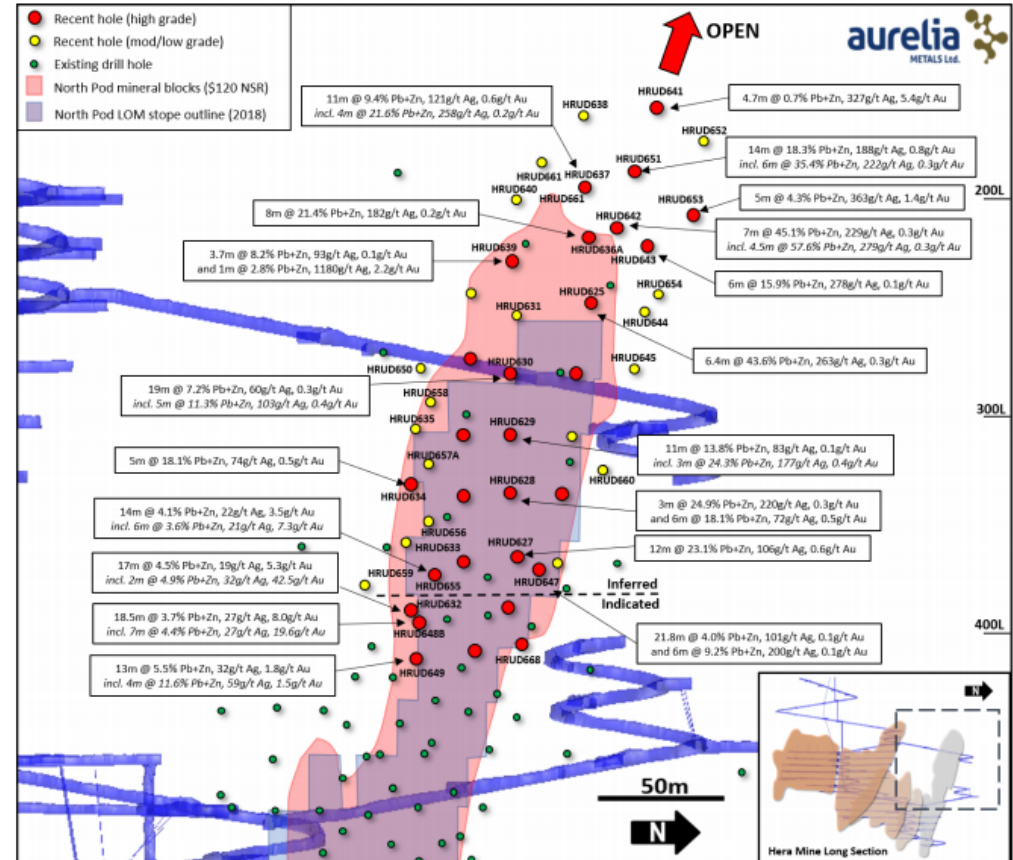 Recent hole (high grade)
Recent hole (mod/low grade)
Existing drill hole
North Pod mineral blocks ($120 NSR)
North Pod LOM stope outline (2018)
OPEN
aurelia
METALS Ltd.
HRUD641
4.7m @ 0.7% Pb+Zn, 327g/t Ag, 5.4g/t Au
11m @ 9.4% Pb+Zn, 121g/t Ag, 0.6g/t Au
incl. 4m @ 21.6% Pb+Zn, 258g/t Ag, 0.2g/t Au
HRUD638
HRUD652
14m @ 18.3% Pb+Zn, 188g/t Ag, 0.8g/t Au
incl. 6m @ 35.4% Pb+Zn, 222g/t Ag, 0.3g/t Au
HRUD651
HRUD661
HRUD637
HRUD640
HRUD661
HRUD653
5m @ 4.3% Pb+Zn, 363g/t Ag, 1.4g/t Au
200L
8m @ 21.4% Pb+Zn, 182g/t Ag, 0.2g/t Au
HRUD642
7m @ 45.1% Pb+Zn, 229g/t Ag, 0.3g/t Au
incl. 4.5m @ 57.6% Pb+Zn, 279g/t Ag, 0.3g/t Au
HRUD636A
HRUD643
3.7m @ 8.2% Pb+Zn, 93g/t Ag, 0.1g/t Au
and 1m @ 2.8% Pb+Zn, 1180g/t Ag, 2.2g/t Au
HRUD639
6m @ 15.9% Pb+Zn, 278g/t Ag, 0.1g/t Au
HRUD625
HRUD654
HRUD631
HRUD644
6.4m @ 43.6% Pb+Zn, 263g/t Ag, 0.3g/t Au
HRUD650
HRUD630
HRUD645
19m @ 7.2% Pb+Zn, 60g/t Ag, 0.3g/t Au
incl. 5m @ 11.3% Pb+Zn, 103g/t Ag, 0.4g/t Au
HRUD658
300L
HRUD635
HRUD629
11m @ 13.8% Pb+Zn, 83g/t Ag, 0.1g/t Au
incl. 3m @ 24.3% Pb+Zn, 177g/t Ag, 0.4g/t Au
5m @ 18.1% Pb+Zn, 74g/t Ag, 0.5g/t Au
HRUD657A
HRUD660
HRUD634
HRUD628
3m @ 24.9% Pb+Zn, 220g/t Ag, 0.3g/t Au
and 6m @ 18.1% Pb+Zn, 72g/t Ag, 0.5g/t Au
14m @ 4.1% Pb+Zn, 22g/t Ag, 3.5g/t Au
incl. 6m @ 3.6% Pb+Zn, 21g/t Ag, 7.3g/t Au
HRUD656
HRUD633
HRUD627
12m @ 23.1% Pb+Zn, 106g/t Ag, 0.6g/t Au
17m @ 4.5% Pb+Zn, 19g/t Ag, 5.3g/t Au
incl. 2m @ 4.9% Pb+Zn, 32g/t Ag, 42.5g/t Au
HRUD659
HRUD655
HRUD647
Inferred
Indicated
HRUD632
18.5m @ 3.7% Pb+Zn, 27g/t Ag, 8.0g/t Au
incl. 7m @ 4.4% Pb+Zn, 27g/t Ag, 19.6g/t Au
HRUD648B
21.8m @ 4.0% Pb+Zn, 101g/t Ag, 0.1g/t Au
and 6m @ 9.2% Pb+Zn, 200g/t Ag, 0.1g/t Au
400L
13m @ 5.5% Pb+Zn, 32g/t Ag, 1.8g/t Au
incl. 4m @ 11.6% Pb+Zn, 59g/t Ag, 1.5g/t Au
HRUD649
HRUD668
50m
N
N
Hera Mine Long Section